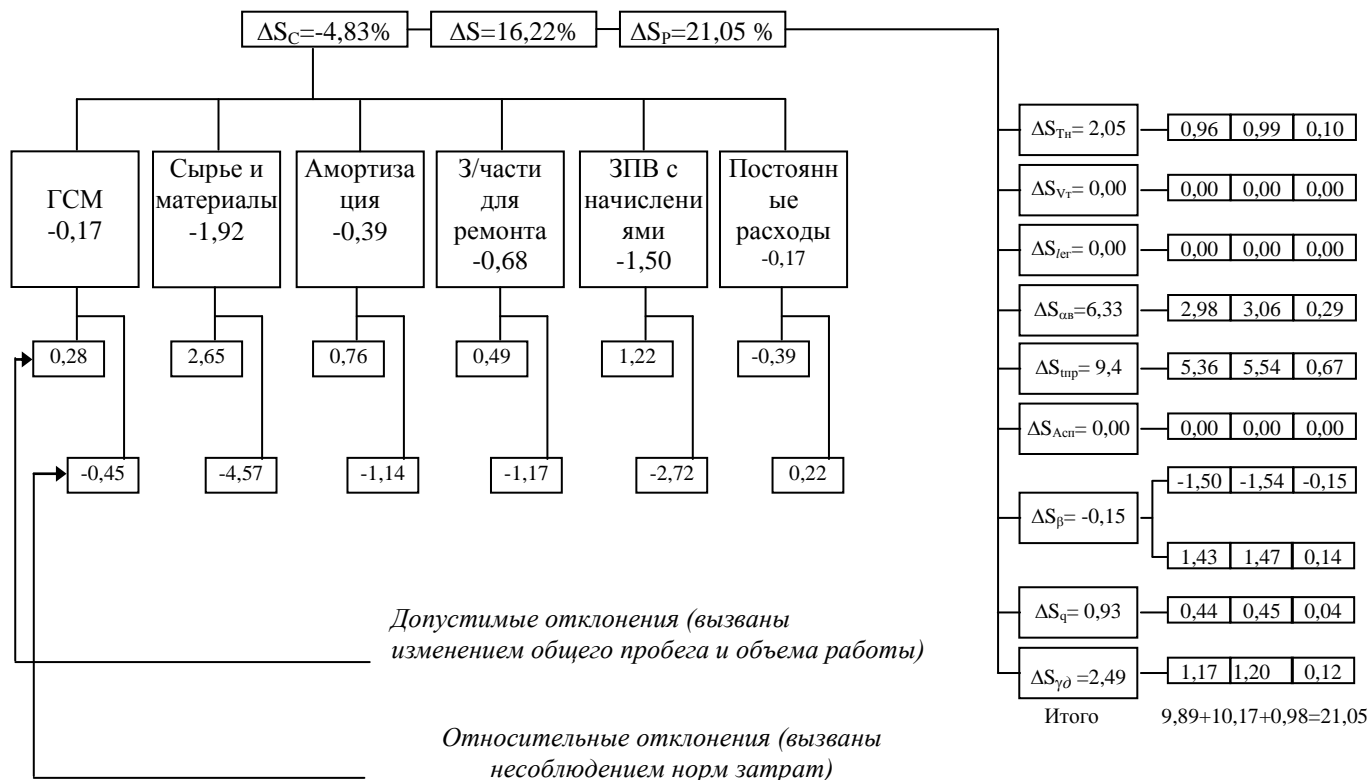 ΔSC=-4,83% ΔS=16,22% ΔSP=21,05 %
ГСМ
-0,17
Сырье и
материалы
-1,92
Амортиза
ция
-0,39
З/части
для
ремонта
-0,68
ЗПВ с
начислени
ями
-1,50
Постоянн
ые
расходы
-0,17
0,28 2,65 0,76 0,49 1,22 -0,39
-0,45 -4,57 -1,14 -1,17 -2,72 0,22
ΔSТн= 2,05 0,96 0,99 0,10
ΔSVт= 0,00 0,00 0,00 0,00
ΔSlег= 0,00 0,00 0,00 0,00
ΔSαв=6,33 2,98 3,06 0,29
ΔStпр= 9,4 5,36 5,54 0,67
ΔSАсп= 0,00 0,00 0,00 0,00
-1,50 -1,54 -0,15
ΔSβ= -0,15
1,43 1,47 0,14
ΔSq= 0,93 0,44 0,45 0,04
ΔSγд =2,49 1,17 1,20 0,12
Итого 9,89+10,17+0,98=21,05
Допустимые отклонения (вызваны
изменением общего пробега и объема работы)
Относительные отклонения (вызваны
несоблюдением норм затрат)